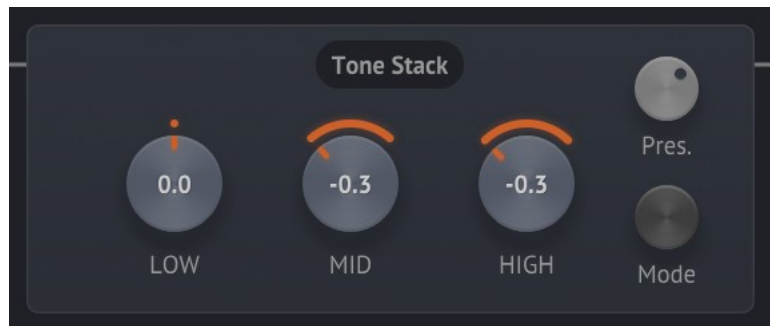 Tone Stack
0.0
-0.3
-0.3
Pres.
LOW
MID
HIGH
Mode